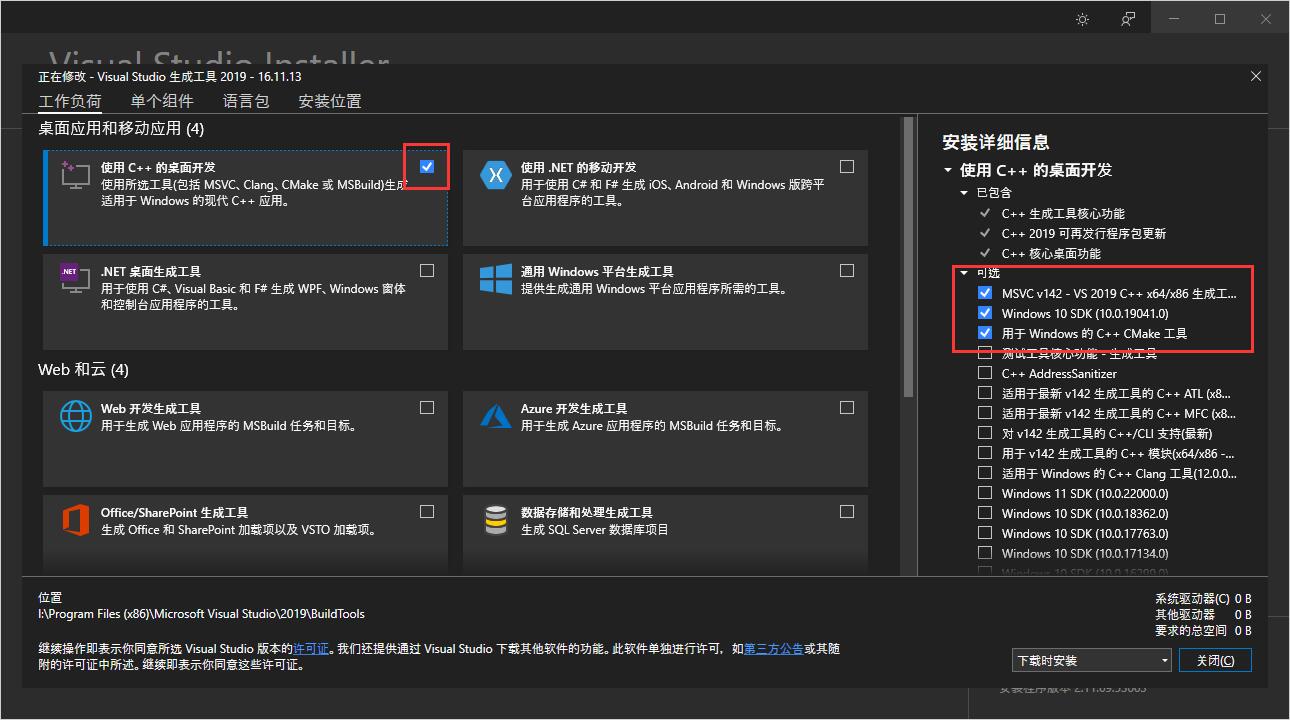 Visual Studio Installer
正在修改 - Visual Studio 生成工具 2019 - 16.11.13
工作负荷 单个组件 语言包 安装位置
桌面应用和移动应用 (4)
使用 C++ 的桌面开发
使用所选工具(包括 MSVC、Clang、CMake 或 MSBuild)生成
适用于 Windows 的现代 C++ 应用。
使用 .NET 的移动开发
用于使用 C# 和 F# 生成 iOS、Android 和 Windows 版跨平
台应用程序的工具。
.NET
.NET 桌面生成工具
用于使用 C#、Visual Basic 和 F# 生成 WPF、Windows 窗体
和控制台应用程序的工具。
通用 Windows 平台生成工具
提供生成通用 Windows 平台应用程序所需的工具。
Web 和云 (4)
Web 开发生成工具
用于生成 Web 应用程序的 MSBuild 任务和目标。
Azure 开发生成工具
用于生成 Azure 应用程序的 MSBuild 任务和目标。
Office/SharePoint 生成工具
生成 Office 和 SharePoint 加载项以及 VSTO 加载项。
数据存储和处理生成工具
生成 SQL Server 数据库项目
安装详细信息
使用 C++ 的桌面开发
已包含
C++ 生成工具核心功能
C++ 2019 可再发行程序包更新
C++ 核心桌面功能
可选
MSVC v142 - VS 2019 C++ x64/x86 生成工...
Windows 10 SDK (10.0.19041.0)
用于 Windows 的 C++ CMake 工具
测试工具核心功能 - 生成工具
C++ AddressSanitizer
适用于最新 v142 生成工具的 C++ ATL (x8...
适用于最新 v142 生成工具的 C++ MFC (x8...
对 v142 生成工具的 C++/CLI 支持(最新)
用于 v142 生成工具的 C++ 模块(x64/x86 -...
适用于 Windows 的 C++ Clang 工具(12.0.0...
Windows 11 SDK (10.0.22000.0)
Windows 10 SDK (10.0.18362.0)
Windows 10 SDK (10.0.17763.0)
Windows 10 SDK (10.0.17134.0)
Windows 10 SDK (10.0.16299.0)
位置
I:\Program Files (x86)\Microsoft Visual Studio\2019\BuildTools
继续操作即表示你同意所选 Visual Studio 版本的许可证。我们还提供通过 Visual Studio 下载其他软件的功能。此软件单独进行许可，如第三方公告或其随
附的许可证中所述。继续即表示你同意这些许可证。
系统驱动器(C) 0 B
其他驱动器 0 B
要求的总空间 0 B
下载时安装
关闭(C)
安装程序版本